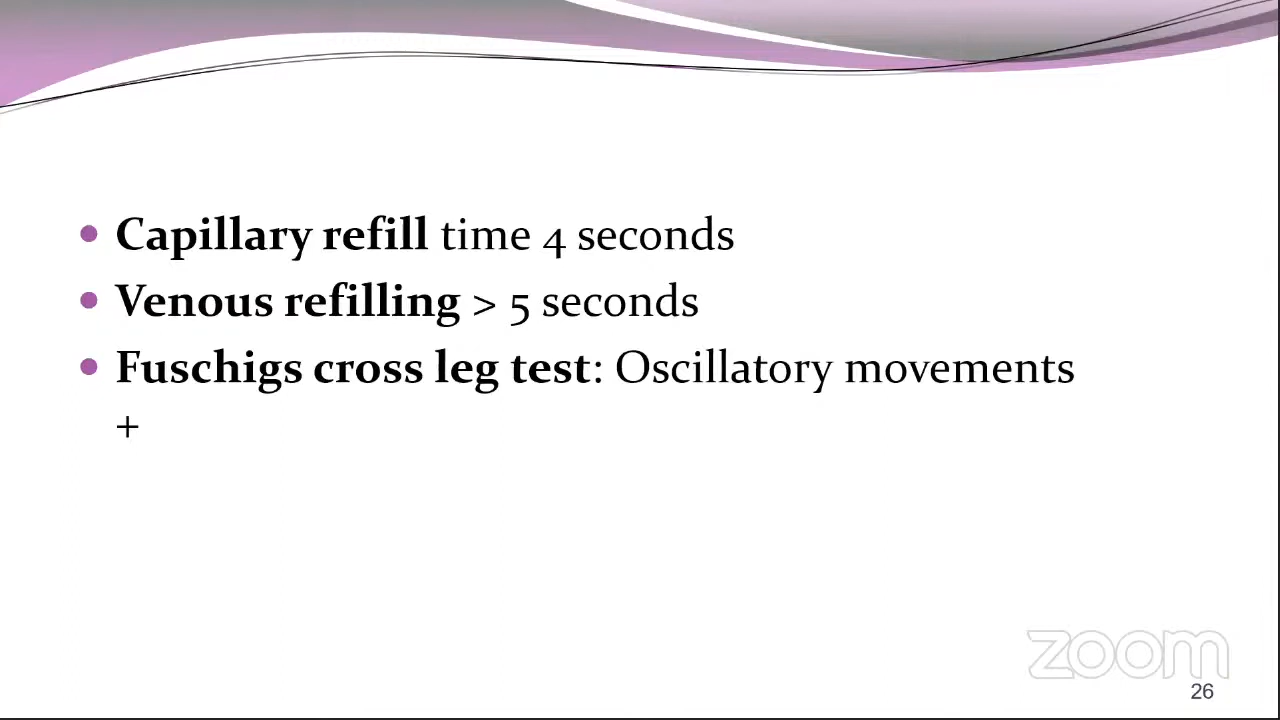 Capillary refill time 4 seconds
Venous refilling > 5 seconds
Fuschigs cross leg test: Oscillatory movements
+
zoom
26